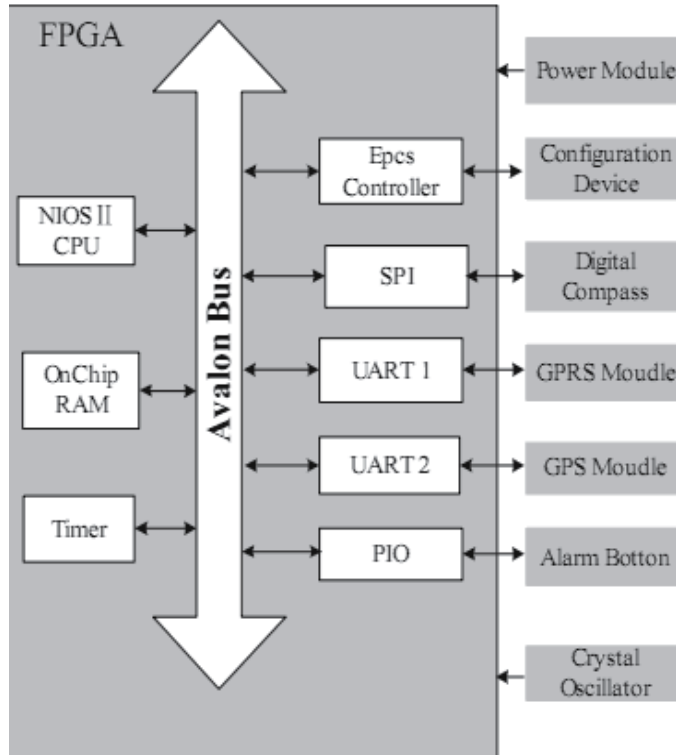 FPGA
Power Module
Epcs
Controller
Configuration
Device
NIOS II
CPU
SPI
Digital
Compass
Avalon Bus
OnChip
RAM
UART 1
GPRS Moudle
UART 2
GPS Moudle
Timer
PIO
Alarm Botton
Crystal
Oscillator